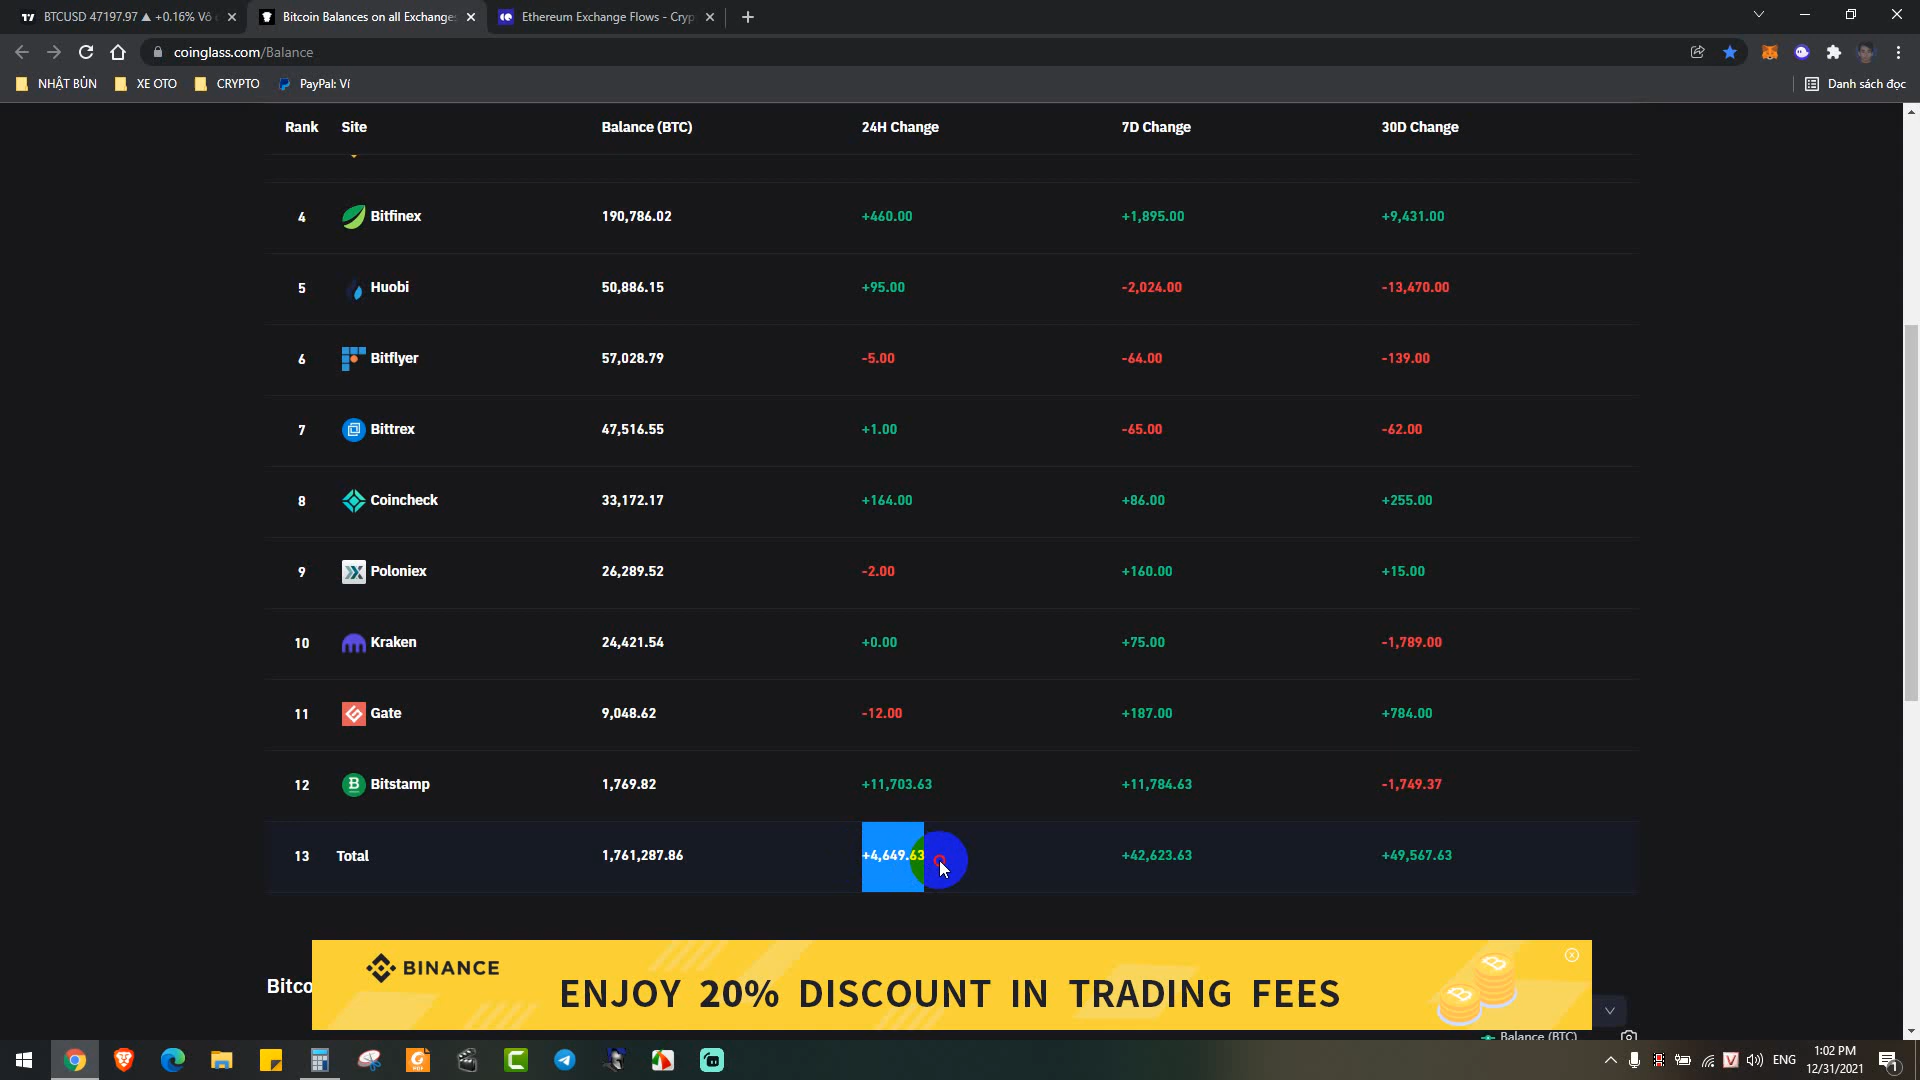 BTCUSD 47197.97 ▲ +0.16% Vô
Bitcoin Balances on all Exchanges
Ethereum Exchange Flows - Cryp
coinglass.com/Balance
NHẬT BỦN
XE OTO
CRYPTO
PayPal: Ví
Danh sách đọc
Rank Site Balance (BTC) 24H Change 7D Change 30D Change
4 Bitfinex 190,786.02 +460.00 +1,895.00 +9,431.00
5 Huobi 50,886.15 +95.00 -2,024.00 -13,470.00
6 Bitflyer 57,028.79 -5.00 -64.00 -139.00
7 Bittrex 47,516.55 +1.00 -65.00 -62.00
8 Coincheck 33,172.17 +164.00 +86.00 +255.00
9 Poloniex 26,289.52 -2.00 +160.00 +15.00
10 Kraken 24,421.54 +0.00 +75.00 -1,789.00
11 Gate 9,048.62 -12.00 +187.00 +784.00
12 Bitstamp 1,769.82 +11,703.63 +11,784.63 -1,749.37
13 Total 1,761,287.86 +4,649.63 +42,623.63 +49,567.63
Bitco
BINANCE
ENJOY 20% DISCOUNT IN TRADING FEES
Balance (BTC)
ENG
1:02 PM
12/31/2021